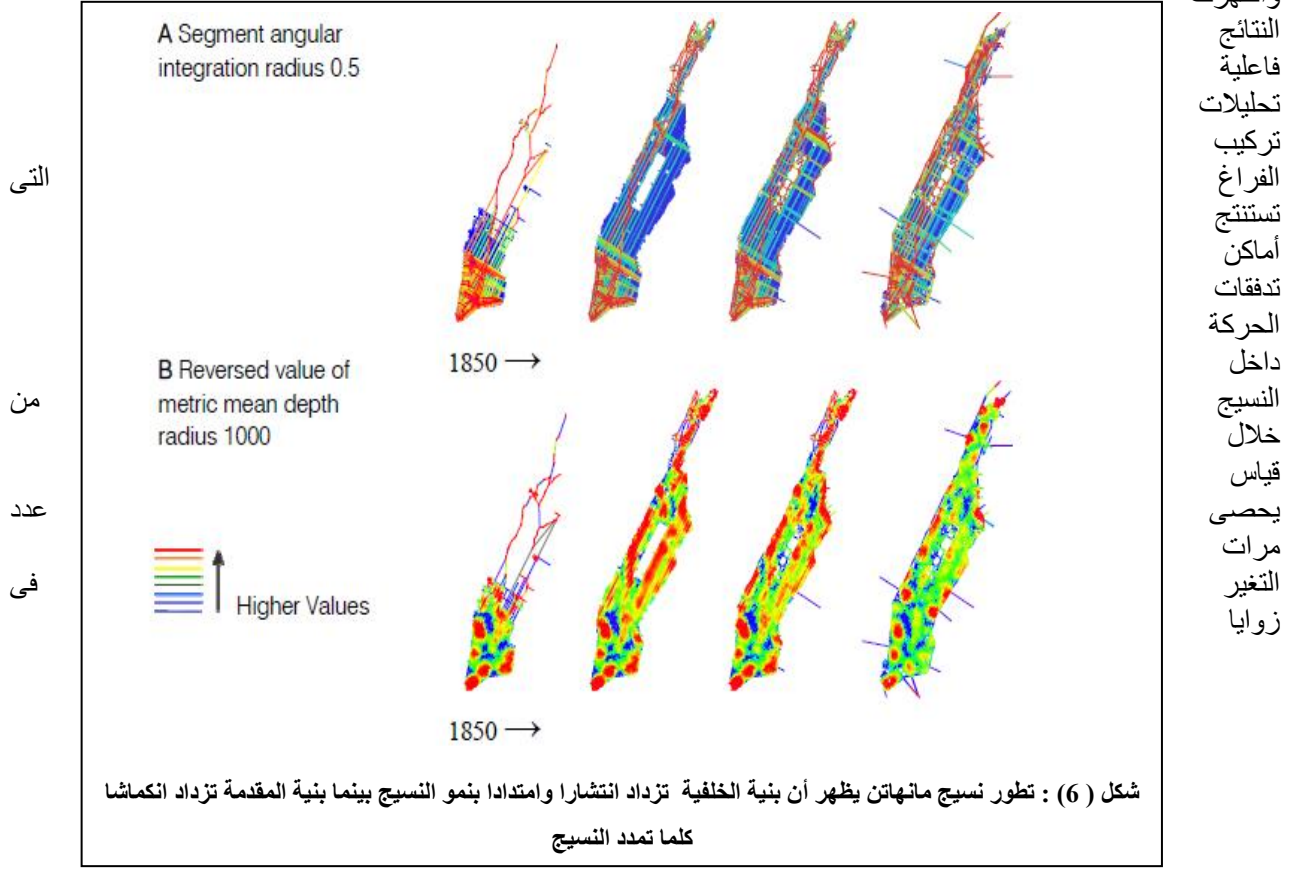 النتائج
فاعلية
تحليلات
تركيب
الفراغ التى
تستنتج
أماكن
تدفقات
الحركة
داخل
النسيج من
خلال
قياس
يحصى عدد
مرات
التغير فى
زوايا
A Segment angular
integration radius 0.5
1850 →
B Reversed value of
metric mean depth
radius 1000
Higher Values
1850 →
شكل ( 6) : تطور نسيج مانهاتن يظهر أن بنية الخلفية تزداد انتشارا وامتدادا بنمو النسيج بينما بنية المقدمة تزداد انكماشا
كلما تمدد النسيج